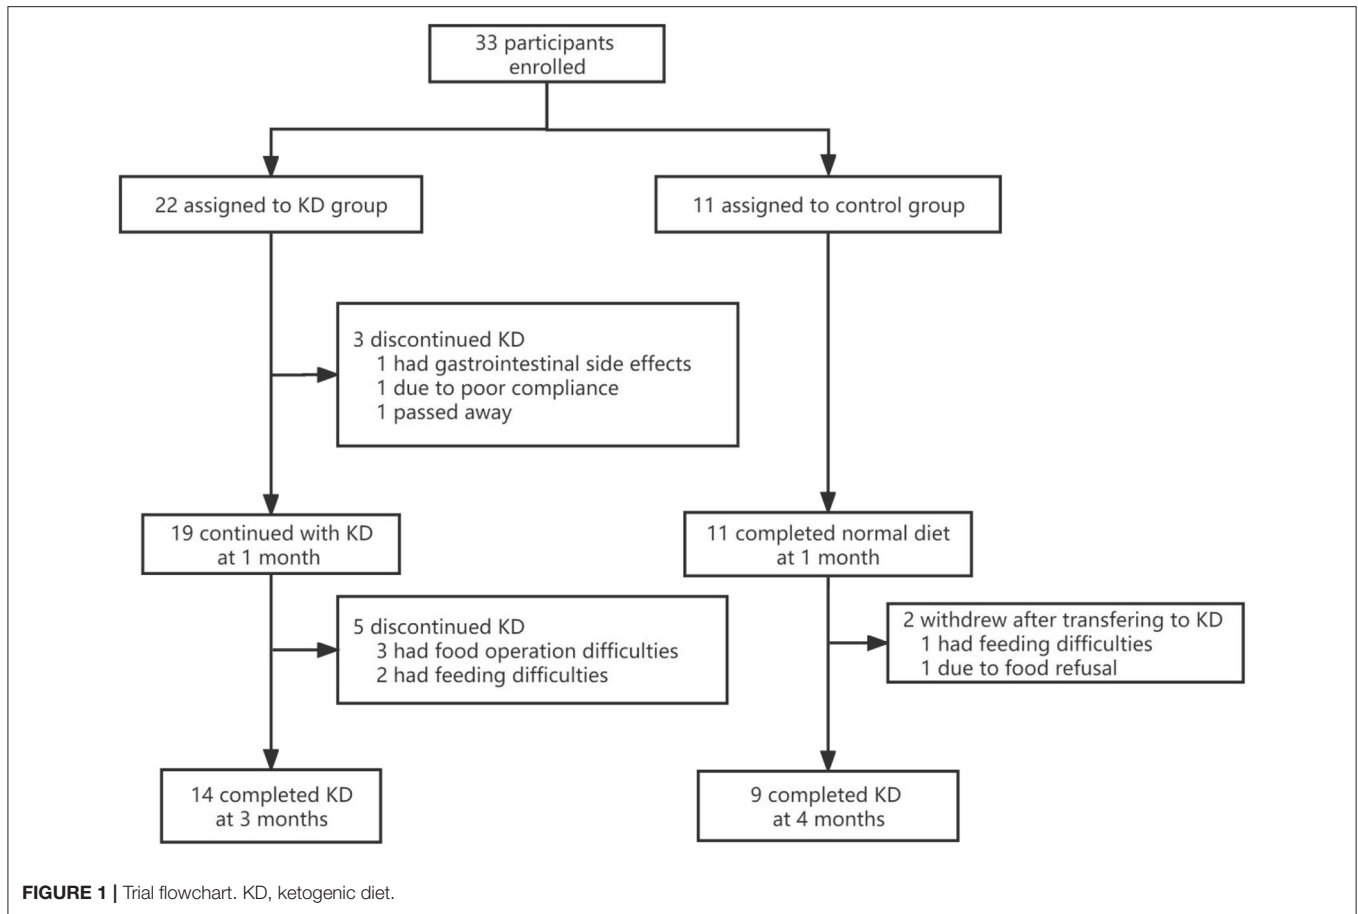 33 participants
enrolled
22 assigned to KD group
11 assigned to control group
3 discontinued KD
1 had gastrointestinal side effects
1 due to poor compliance
1 passed away
19 continued with KD
at 1 month
11 completed normal diet
at 1 month
5 discontinued KD
3 had food operation difficulties
2 had feeding difficulties
2 withdrew after transfering to KD
1 had feeding difficulties
1 due to food refusal
14 completed KD
at 3 months
9 completed KD
at 4 months
FIGURE 1 | Trial flowchart. KD, ketogenic diet.